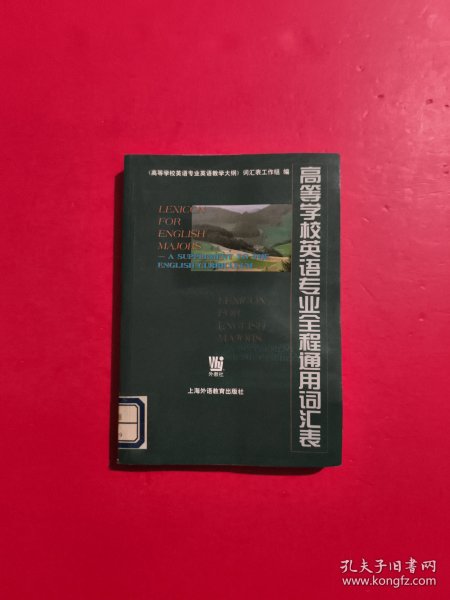 《高等学校英语专业英语教学大纲》词汇表工作组 编
高等学校英语专业全程通用词汇表
LEXICON
FOR
ENGLISH
MAJORS
— A SUPPLEMENT TO THE
ENGLISH CURRICULUM
LEXICON
FOR
ENGLISH
MAJORS
外教社
上海外语教育出版社
孔夫子旧书网
www.kongfz.com